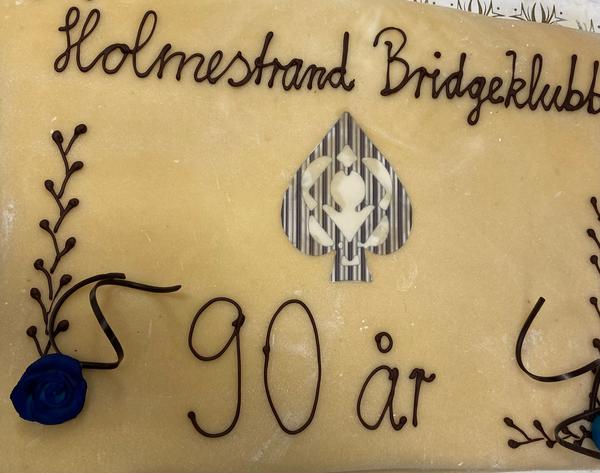 Holmestrand Bridgeklubb
90 år